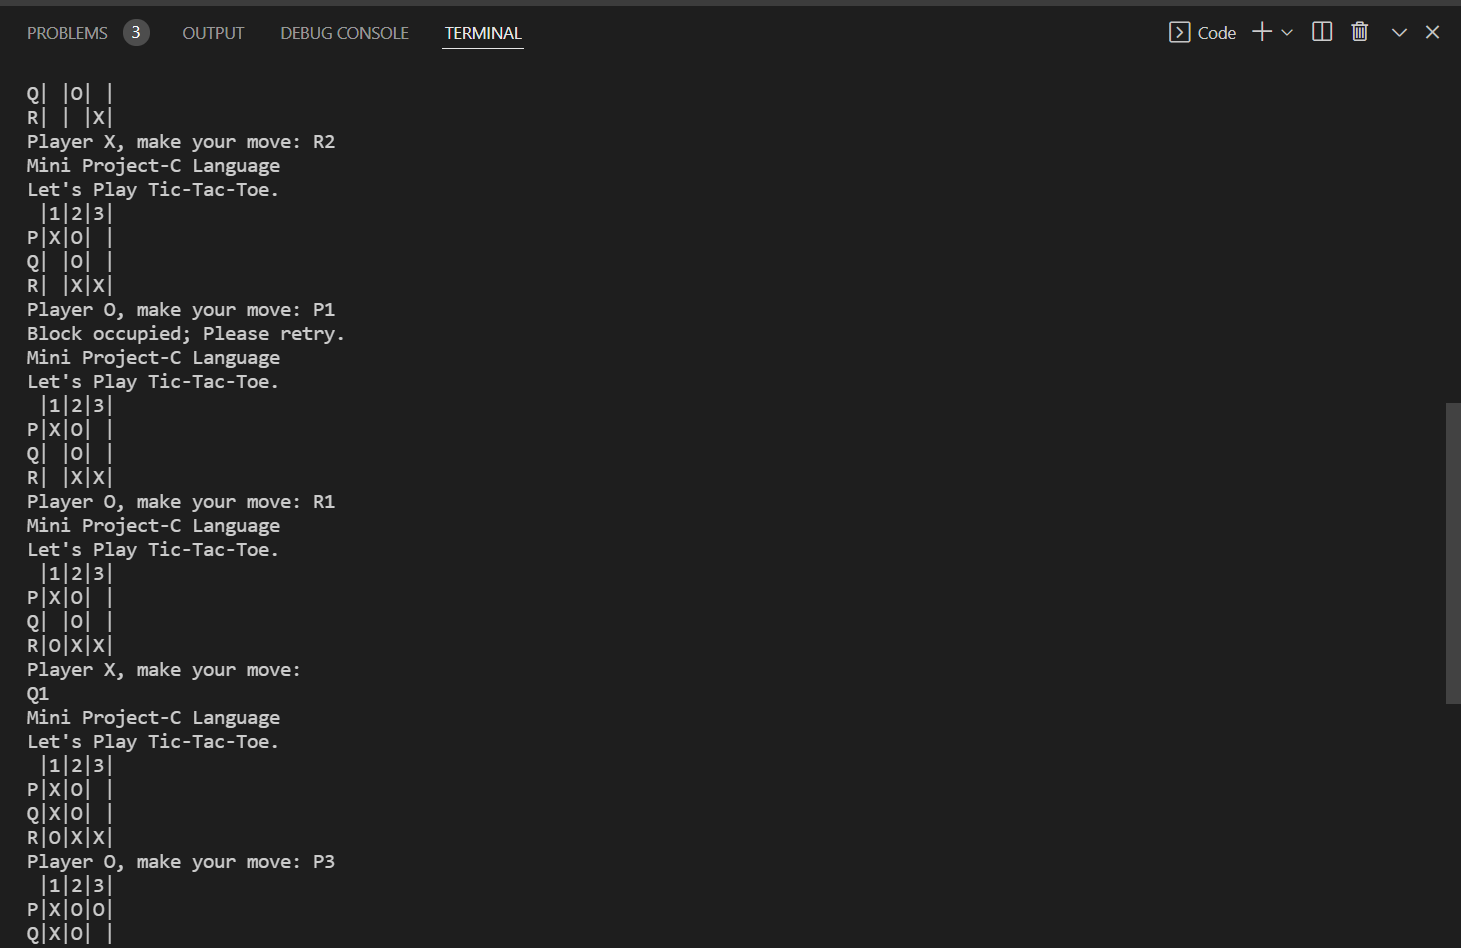 PROBLEMS 3 OUTPUT DEBUG CONSOLE TERMINAL Code
Q| |O| |
R| | |X|
Player X, make your move: R2
Mini Project-C Language
Let's Play Tic-Tac-Toe.
 |1|2|3|
P|X|O| |
Q| |O| |
R| |X|X|
Player O, make your move: P1
Block occupied; Please retry.
Mini Project-C Language
Let's Play Tic-Tac-Toe.
 |1|2|3|
P|X|O| |
Q| |O| |
R| |X|X|
Player O, make your move: R1
Mini Project-C Language
Let's Play Tic-Tac-Toe.
 |1|2|3|
P|X|O| |
Q| |O| |
R|O|X|X|
Player X, make your move:
Q1
Mini Project-C Language
Let's Play Tic-Tac-Toe.
 |1|2|3|
P|X|O| |
Q|X|O| |
R|O|X|X|
Player O, make your move: P3
 |1|2|3|
P|X|O|O|
Q|X|O| |